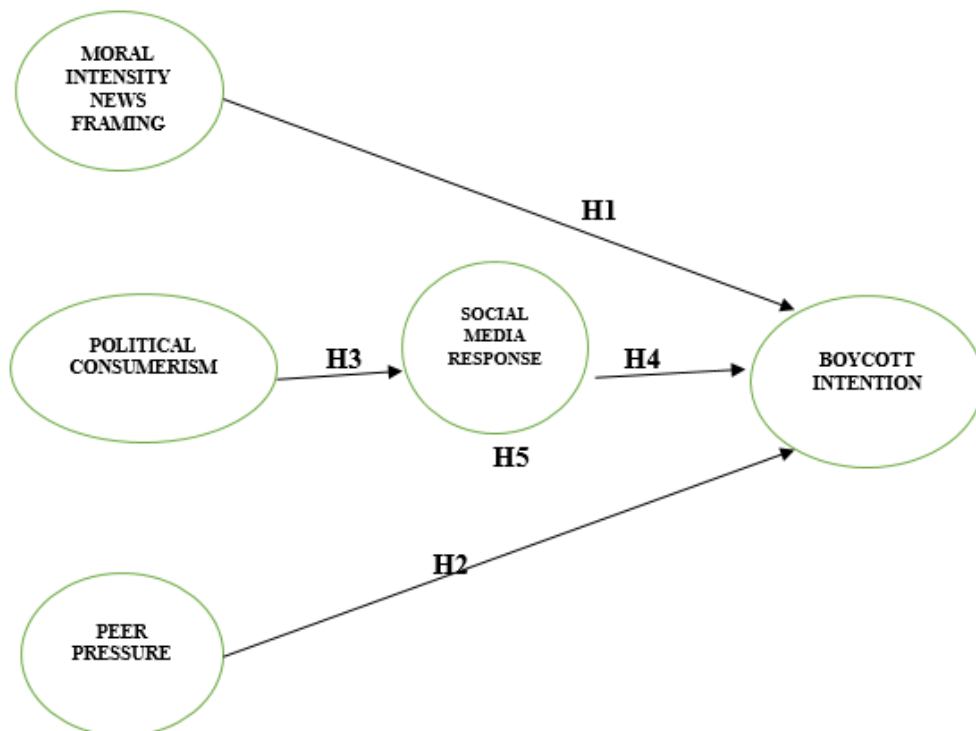 MORAL
INTENSITY
NEWS
FRAMING
H1
POLITICAL
CONSUMERISM
H3
SOCIAL
MEDIA
RESPONSE
H4
BOYCOTT
INTENTION
H5
H2
PEER
PRESSURE